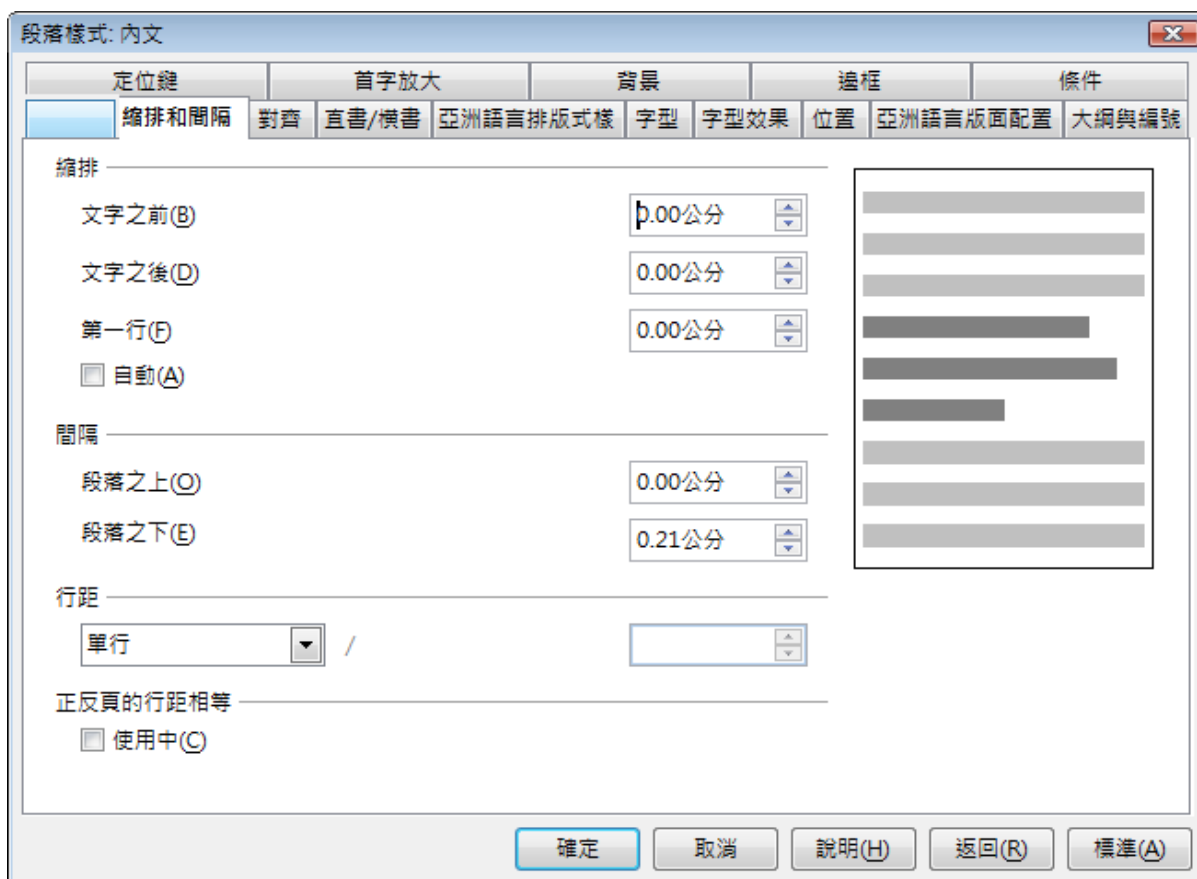 段落樣式: 內文
定位鍵 首字放大 背景 邊框 條件
縮排和間隔 對齊 直書/橫書 亞洲語言排版式樣 字型 字型效果 位置 亞洲語言版面配置 大綱與編號
縮排
文字之前(B) 0.00公分
文字之後(D) 0.00公分
第一行(F) 0.00公分
自動(A)
間隔
段落之上(O) 0.00公分
段落之下(E) 0.21公分
行距
單行 /
正反頁的行距相等
使用中(C)
確定 取消 說明(H) 返回(R) 標準(A)